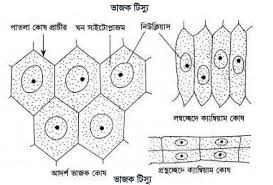 ভাজক টিস্যু
পাতলা কোষ প্রাচীর
ঘন সাইটোপ্লাজম
নিউক্লিয়াস
লম্বচ্ছেদে ক্যাম্বিয়াম কোষ
আদর্শ ভাজক কোষ
প্রস্থচ্ছেদে ক্যাম্বিয়াম কোষ
ভাজক টিস্যু